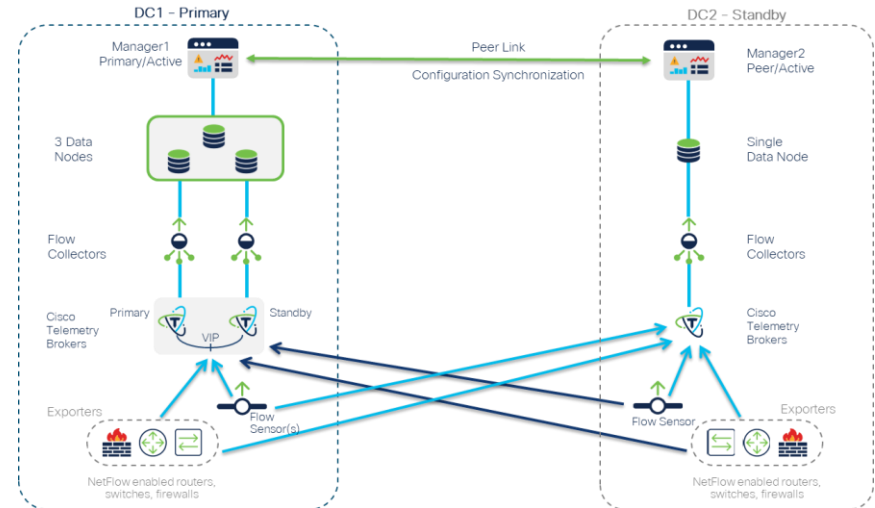 DC1 – Primary
DC2 – Standby
Manager1
Primary/Active
Peer Link
Configuration Synchronization
Manager2
Peer/Active
3 Data
Nodes
Single
Data Node
Flow
Collectors
Flow
Collectors
Cisco
Telemetry
Brokers
Primary
Standby
VIP
Cisco
Telemetry
Brokers
Exporters
Flow
Sensor(s)
Flow Sensor
Exporters
NetFlow enabled routers,
switches, firewalls
NetFlow enabled routers,
switches, firewalls